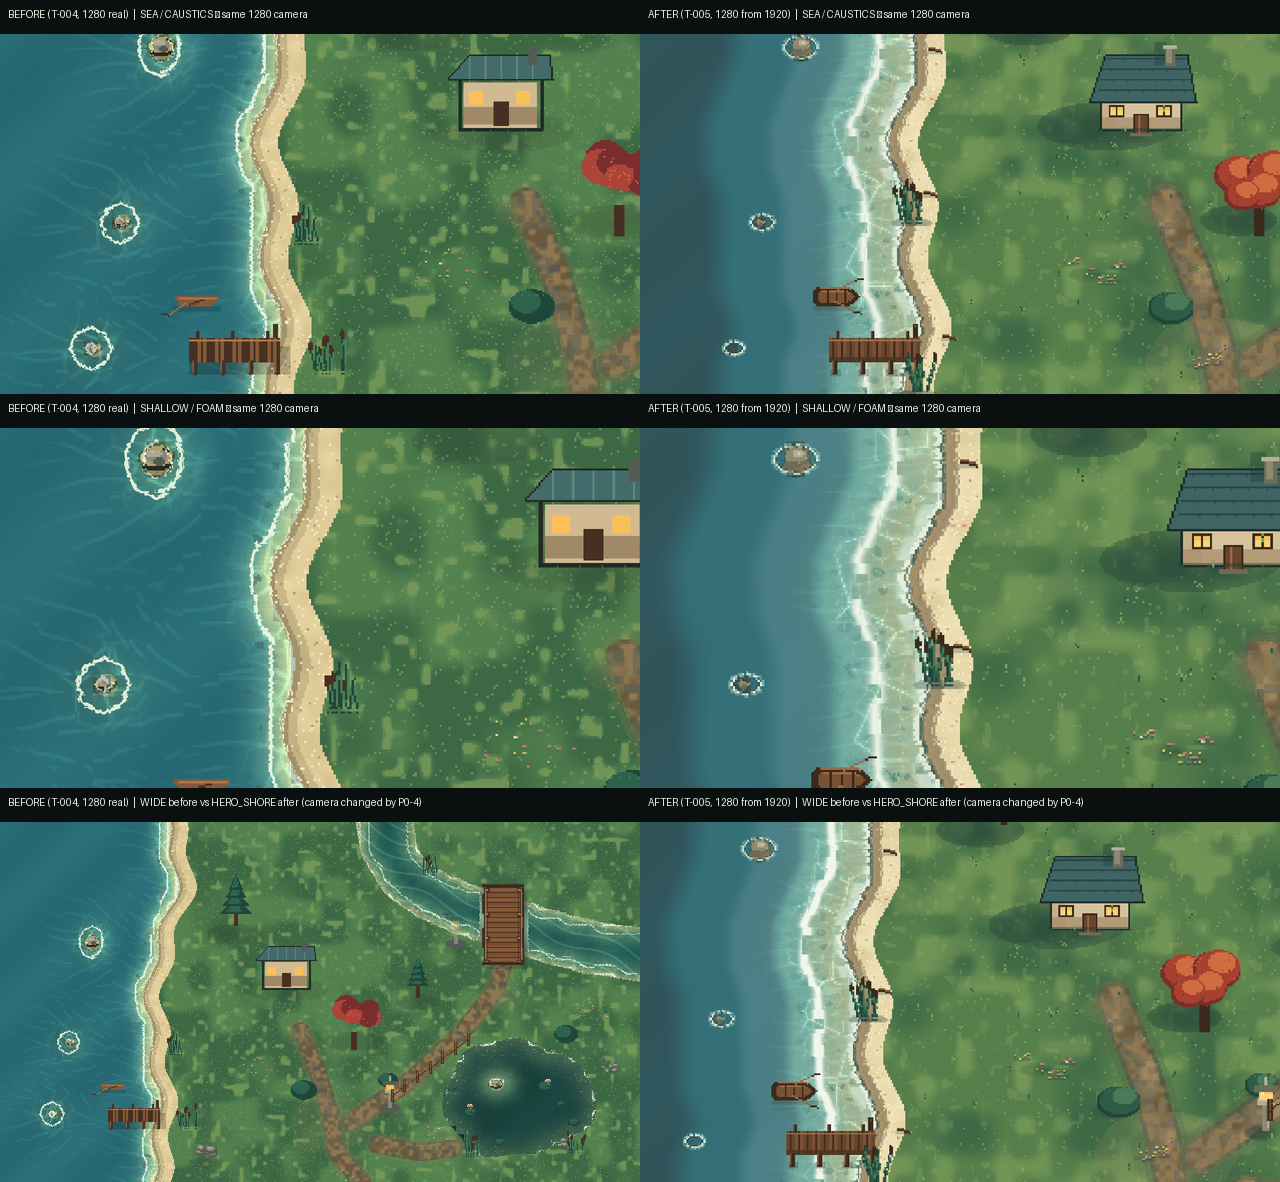 BEFORE (T-004, 1280 real) | SEA / CAUSTICS □ same 1280 camera
AFTER (T-005, 1280 from 1920) | SEA / CAUSTICS □ same 1280 camera
BEFORE (T-004, 1280 real) | SHALLOW / FOAM □ same 1280 camera
AFTER (T-005, 1280 from 1920) | SHALLOW / FOAM □ same 1280 camera
BEFORE (T-004, 1280 real) | WIDE before vs HERO_SHORE after (camera changed by P0-4)
AFTER (T-005, 1280 from 1920) | WIDE before vs HERO_SHORE after (camera changed by P0-4)